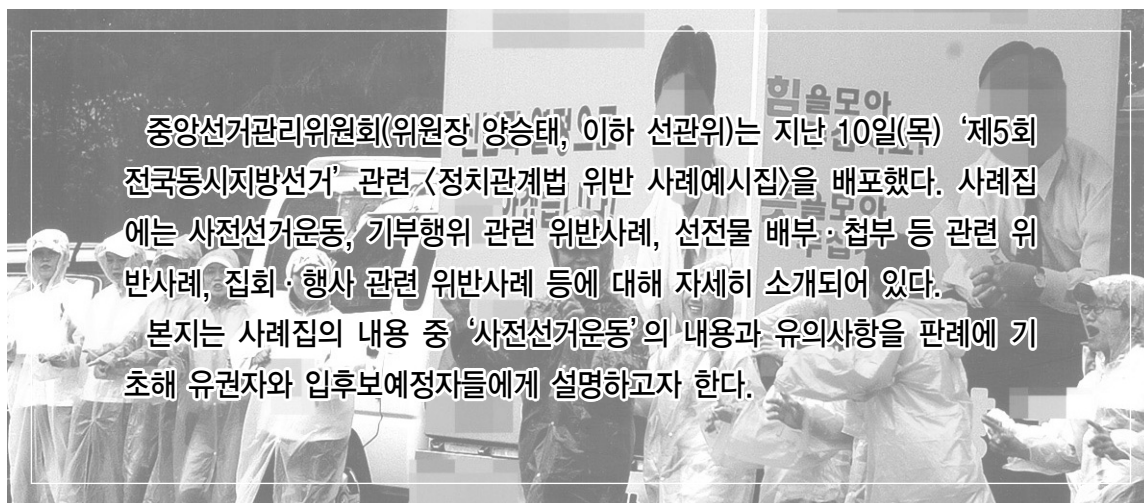 중앙선거관리위원회(위원장 양승태, 이하 선관위)는 지난 10일(목) ‘제5회
전국동시지방선거’ 관련 〈정치관계법 위반 사례예시집〉을 배포했다. 사례집
에는 사전선거운동, 기부행위 관련 위반사례, 선전물 배부·첩부 등 관련 위
반사례, 집회·행사 관련 위반사례 등에 대해 자세히 소개되어 있다.
본지는 사례집의 내용 중 ‘사전선거운동’의 내용과 유의사항을 판례에 기
초해 유권자와 입후보예정자들에게 설명하고자 한다.
힘을모아